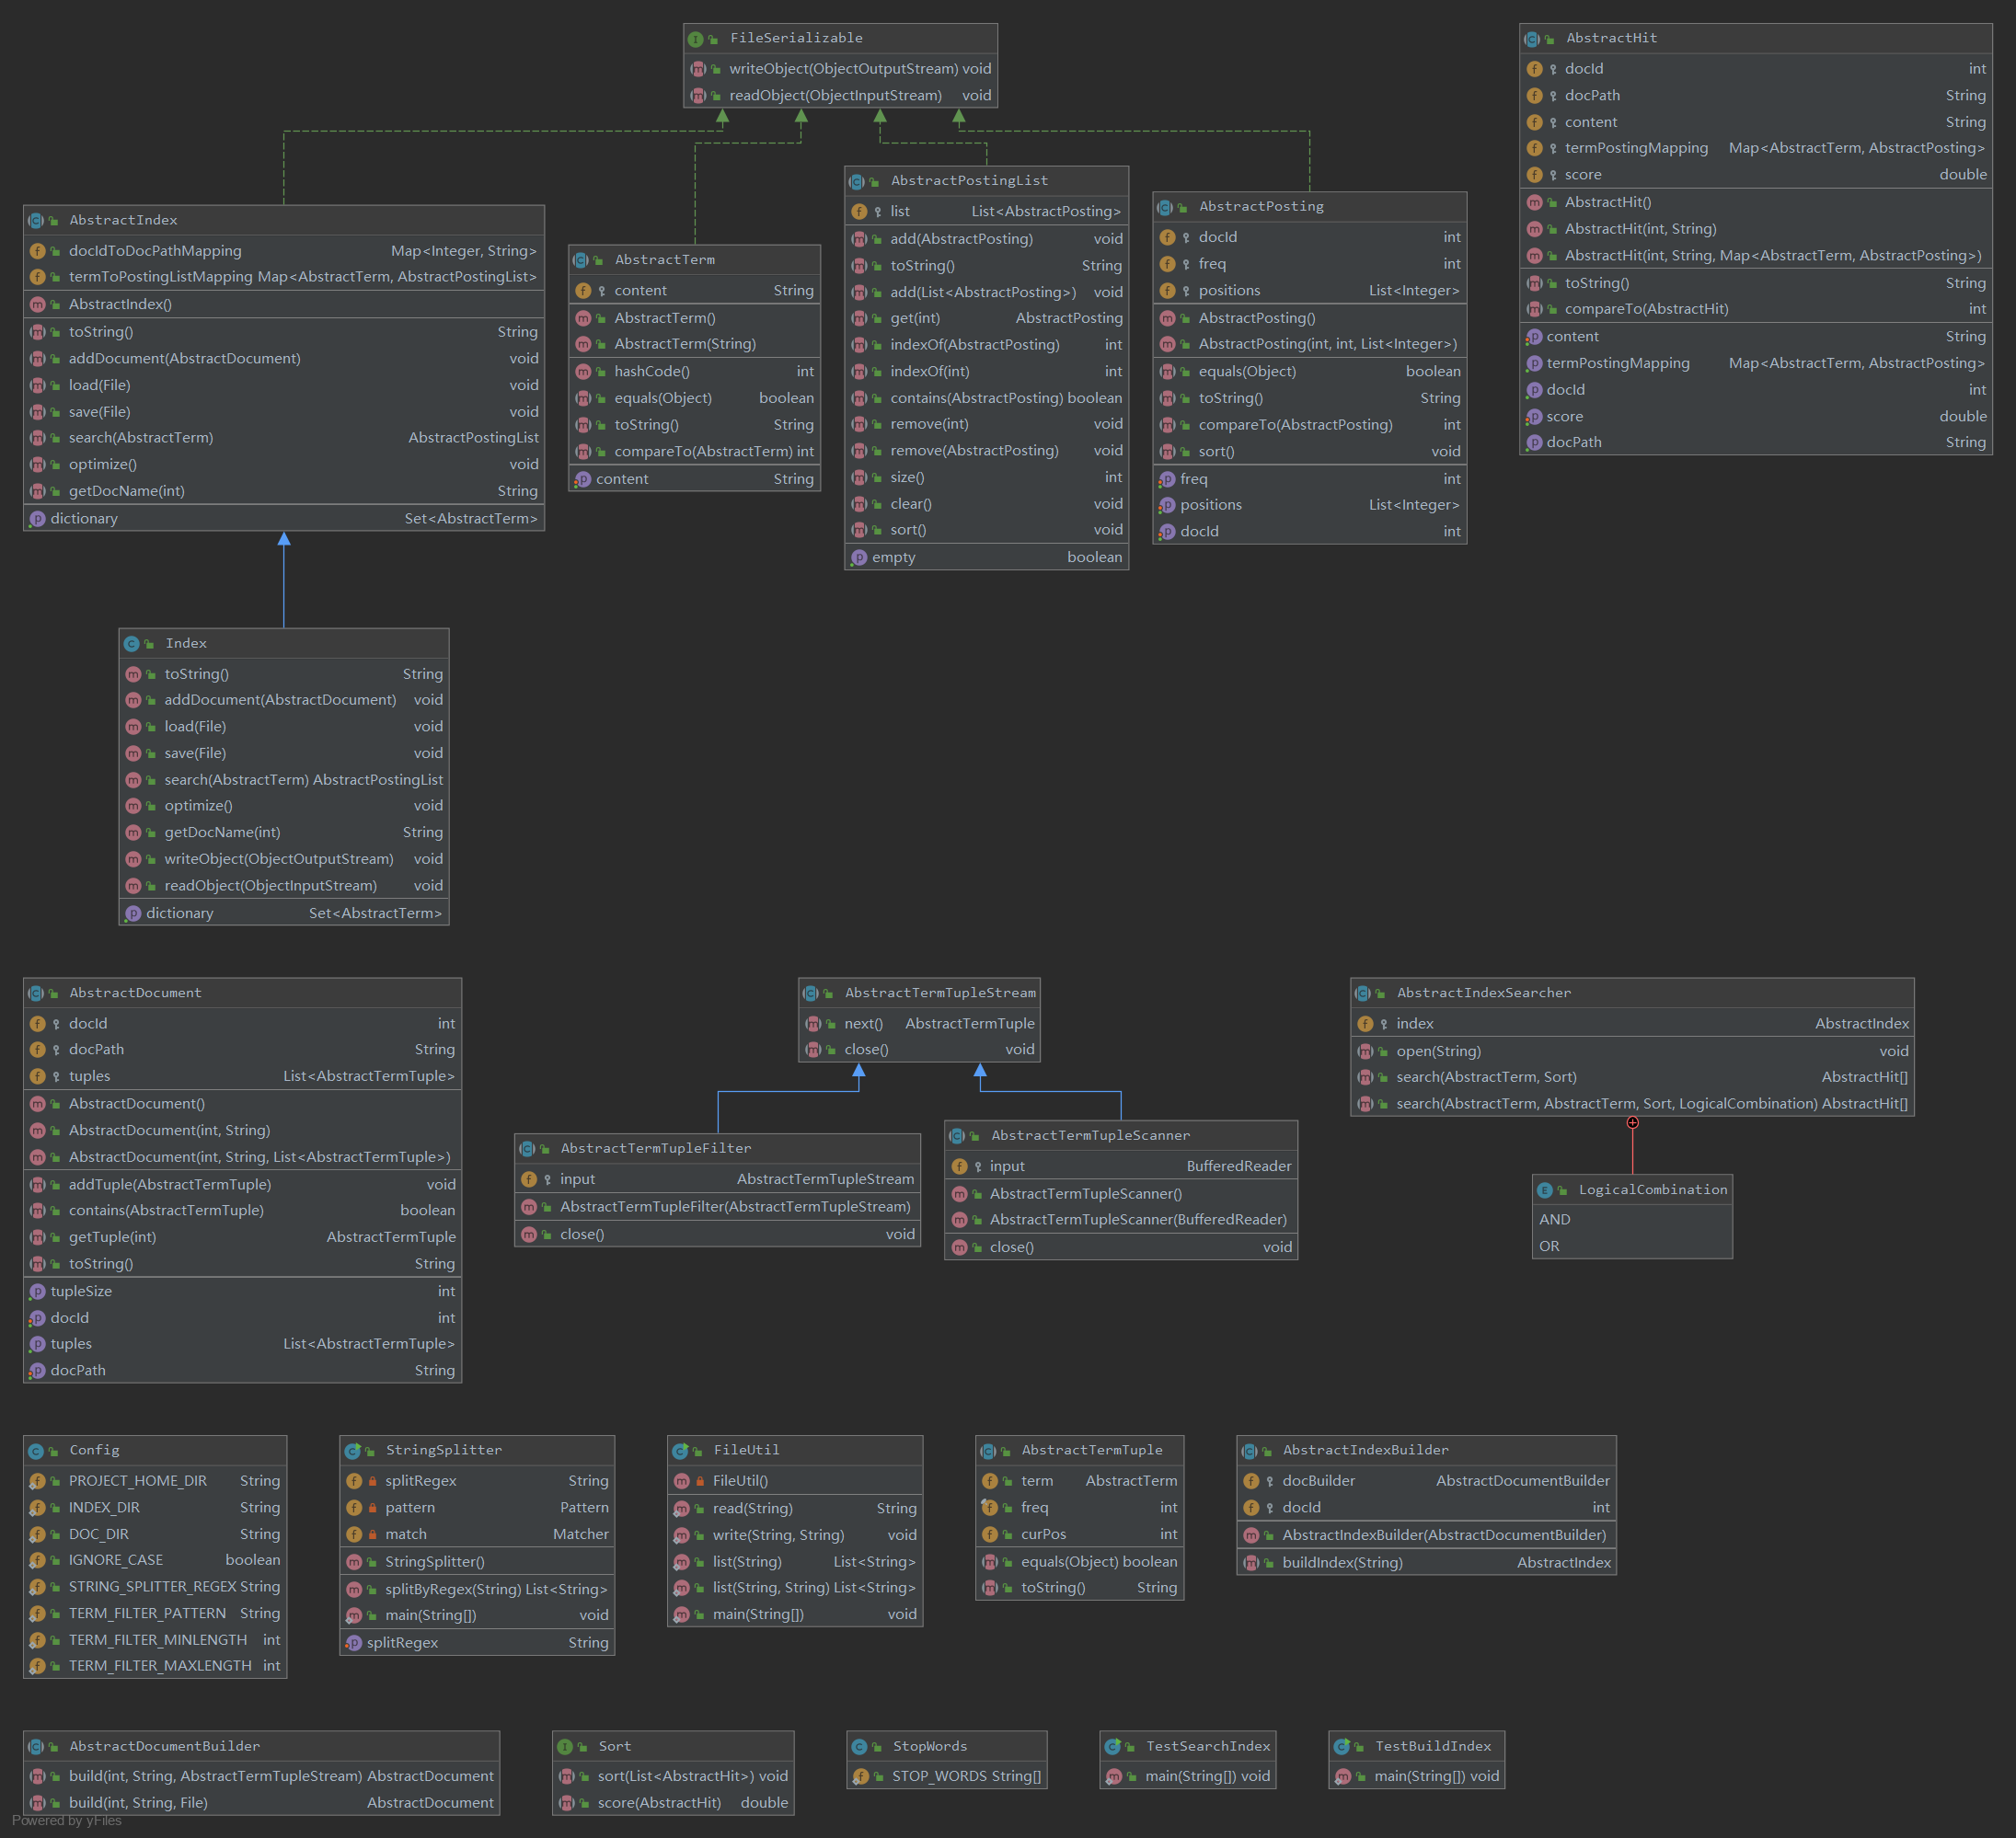 FileSerializable
writeObject(ObjectOutputStream) void
readObject(ObjectInputStream) void
AbstractHit
docId int
docPath String
content String
termPostingMapping Map<AbstractTerm, AbstractPosting>
score double
AbstractHit()
AbstractHit(int, String)
AbstractHit(int, String, Map<AbstractTerm, AbstractPosting>)
toString() String
compareTo(AbstractHit) int
content String
termPostingMapping Map<AbstractTerm, AbstractPosting>
docId int
score double
docPath String
AbstractIndex
docIdToDocPathMapping Map<Integer, String>
termToPostingListMapping Map<AbstractTerm, AbstractPostingList>
AbstractIndex()
toString() String
addDocument(AbstractDocument) void
load(File) void
save(File) void
search(AbstractTerm) AbstractPostingList
optimize() void
getDocName(int) String
dictionary Set<AbstractTerm>
AbstractTerm
content String
AbstractTerm()
AbstractTerm(String)
hashCode() int
equals(Object) boolean
toString() String
compareTo(AbstractTerm) int
content String
AbstractPostingList
list List<AbstractPosting>
add(AbstractPosting) void
toString() String
add(List<AbstractPosting>) void
get(int) AbstractPosting
indexOf(AbstractPosting) int
indexOf(int) int
contains(AbstractPosting) boolean
remove(int) void
remove(AbstractPosting) void
size() int
clear() void
sort() void
empty boolean
AbstractPosting
docId int
freq int
positions List<Integer>
AbstractPosting()
AbstractPosting(int, int, List<Integer>)
equals(Object) boolean
toString() String
compareTo(AbstractPosting) int
sort() void
freq int
positions List<Integer>
docId int
Index
toString() String
addDocument(AbstractDocument) void
load(File) void
save(File) void
search(AbstractTerm) AbstractPostingList
optimize() void
getDocName(int) String
writeObject(ObjectOutputStream) void
readObject(ObjectInputStream) void
dictionary Set<AbstractTerm>
AbstractDocument
docId int
docPath String
tuples List<AbstractTermTuple>
AbstractDocument()
AbstractDocument(int, String)
AbstractDocument(int, String, List<AbstractTermTuple>)
addTuple(AbstractTermTuple) void
contains(AbstractTermTuple) boolean
getTuple(int) AbstractTermTuple
toString() String
tupleSize int
docId int
tuples List<AbstractTermTuple>
docPath String
AbstractTermTupleStream
next() AbstractTermTuple
close() void
AbstractTermTupleFilter
input AbstractTermTupleStream
AbstractTermTupleFilter(AbstractTermTupleStream)
close() void
AbstractTermTupleScanner
input BufferedReader
AbstractTermTupleScanner()
AbstractTermTupleScanner(BufferedReader)
close() void
AbstractIndexSearcher
index AbstractIndex
open(String) void
search(AbstractTerm, Sort) AbstractHit[]
search(AbstractTerm, AbstractTerm, Sort, LogicalCombination) AbstractHit[]
LogicalCombination
AND
OR
Config
PROJECT_HOME_DIR String
INDEX_DIR String
DOC_DIR String
IGNORE_CASE boolean
STRING_SPLITTER_REGEX String
TERM_FILTER_PATTERN String
TERM_FILTER_MINLENGTH int
TERM_FILTER_MAXLENGTH int
StringSplitter
splitRegex String
pattern Pattern
match Matcher
StringSplitter()
splitByRegex(String) List<String>
main(String[]) void
splitRegex String
FileUtil
FileUtil()
read(String) String
write(String, String) void
list(String) List<String>
list(String, String) List<String>
main(String[]) void
AbstractTermTuple
term AbstractTerm
freq int
curPos int
equals(Object) boolean
toString() String
AbstractIndexBuilder
docBuilder AbstractDocumentBuilder
docId int
AbstractIndexBuilder(AbstractDocumentBuilder)
buildIndex(String) AbstractIndex
AbstractDocumentBuilder
build(int, String, AbstractTermTupleStream) AbstractDocument
build(int, String, File) AbstractDocument
Sort
sort(List<AbstractHit>) void
score(AbstractHit) double
StopWords
STOP_WORDS String[]
TestSearchIndex
main(String[]) void
TestBuildIndex
main(String[]) void
Powered by yFiles